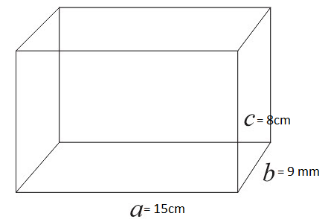 c= 8cm
b= 9 mm
a= 15cm